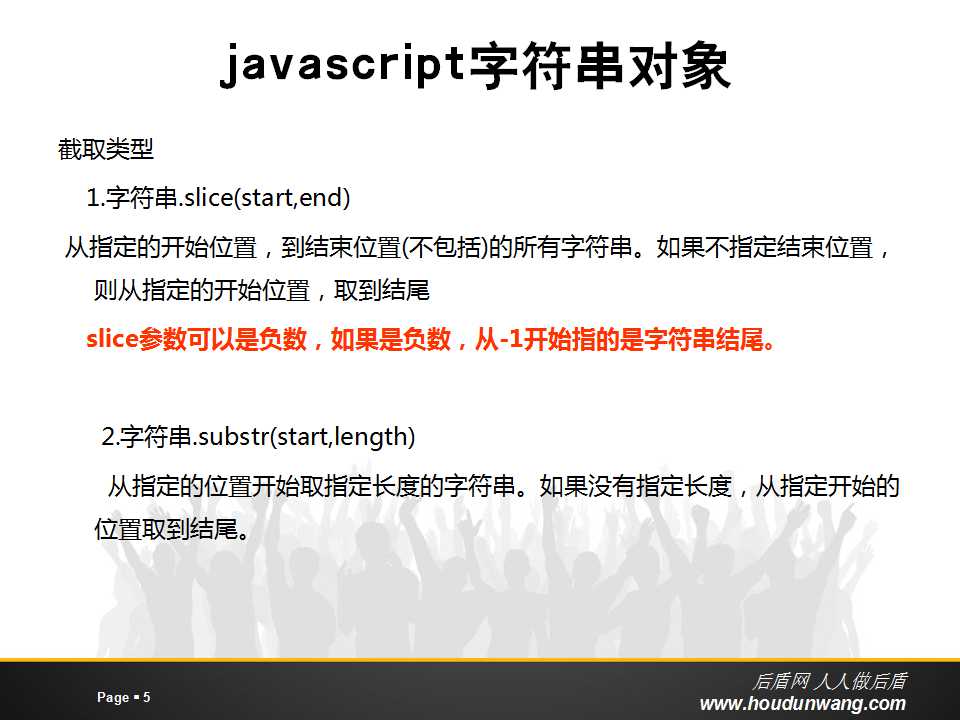 javascript字符串对象
截取类型
1.字符串.slice(start,end)
从指定的开始位置，到结束位置(不包括)的所有字符串。如果不指定结束位置，
则从指定的开始位置，取到结尾
slice参数可以是负数，如果是负数，从-1开始指的是字符串结尾。
2.字符串.substr(start,length)
从指定的位置开始取指定长度的字符串。如果没有指定长度，从指定开始的
位置取到结尾。
Page ▪ 5
后盾网 人人做后盾
www.houdunwang.com